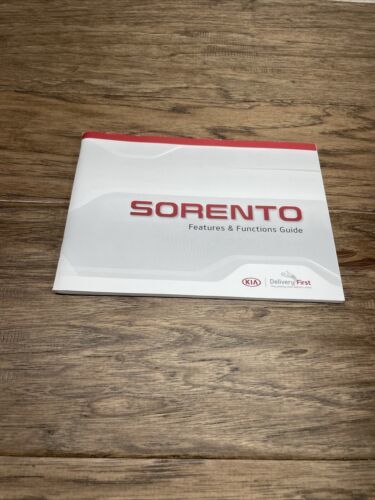 SORENTO
Features & Functions Guide
KIA Delivery First